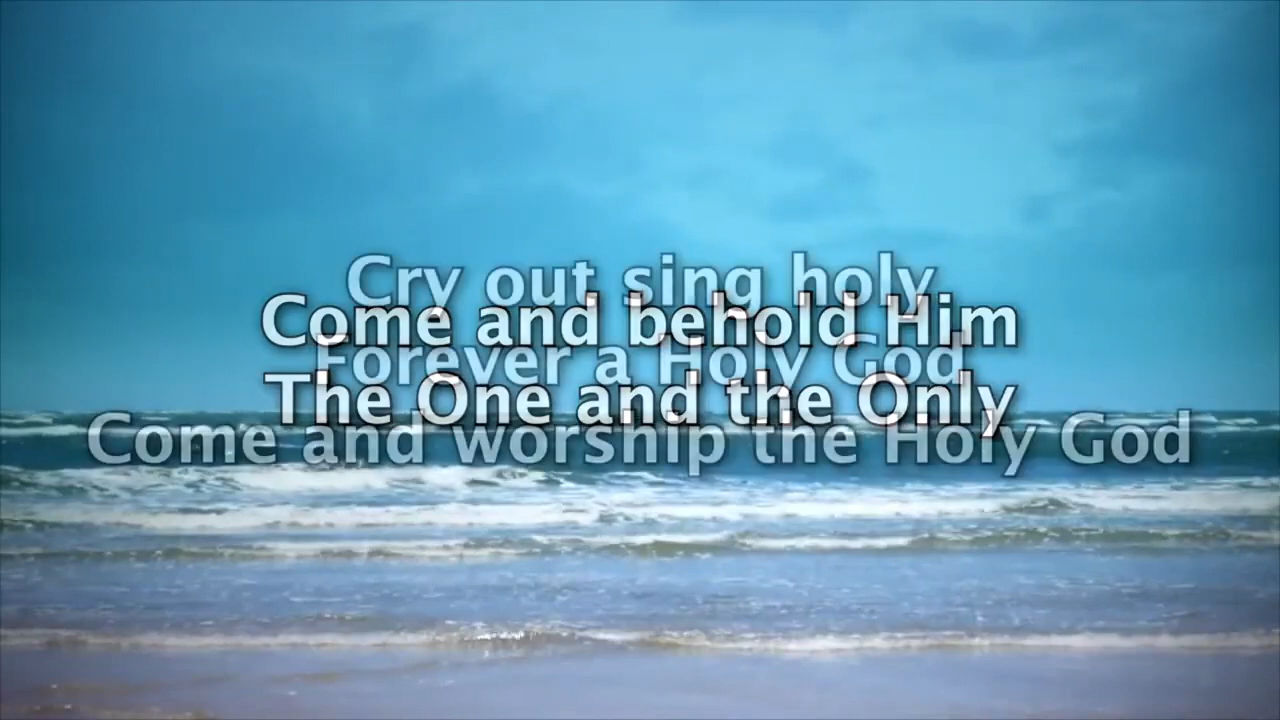 Cry out sing holy
Come and behold Him
Forever a Holy God
The One and the Only
Come and worship the Holy God